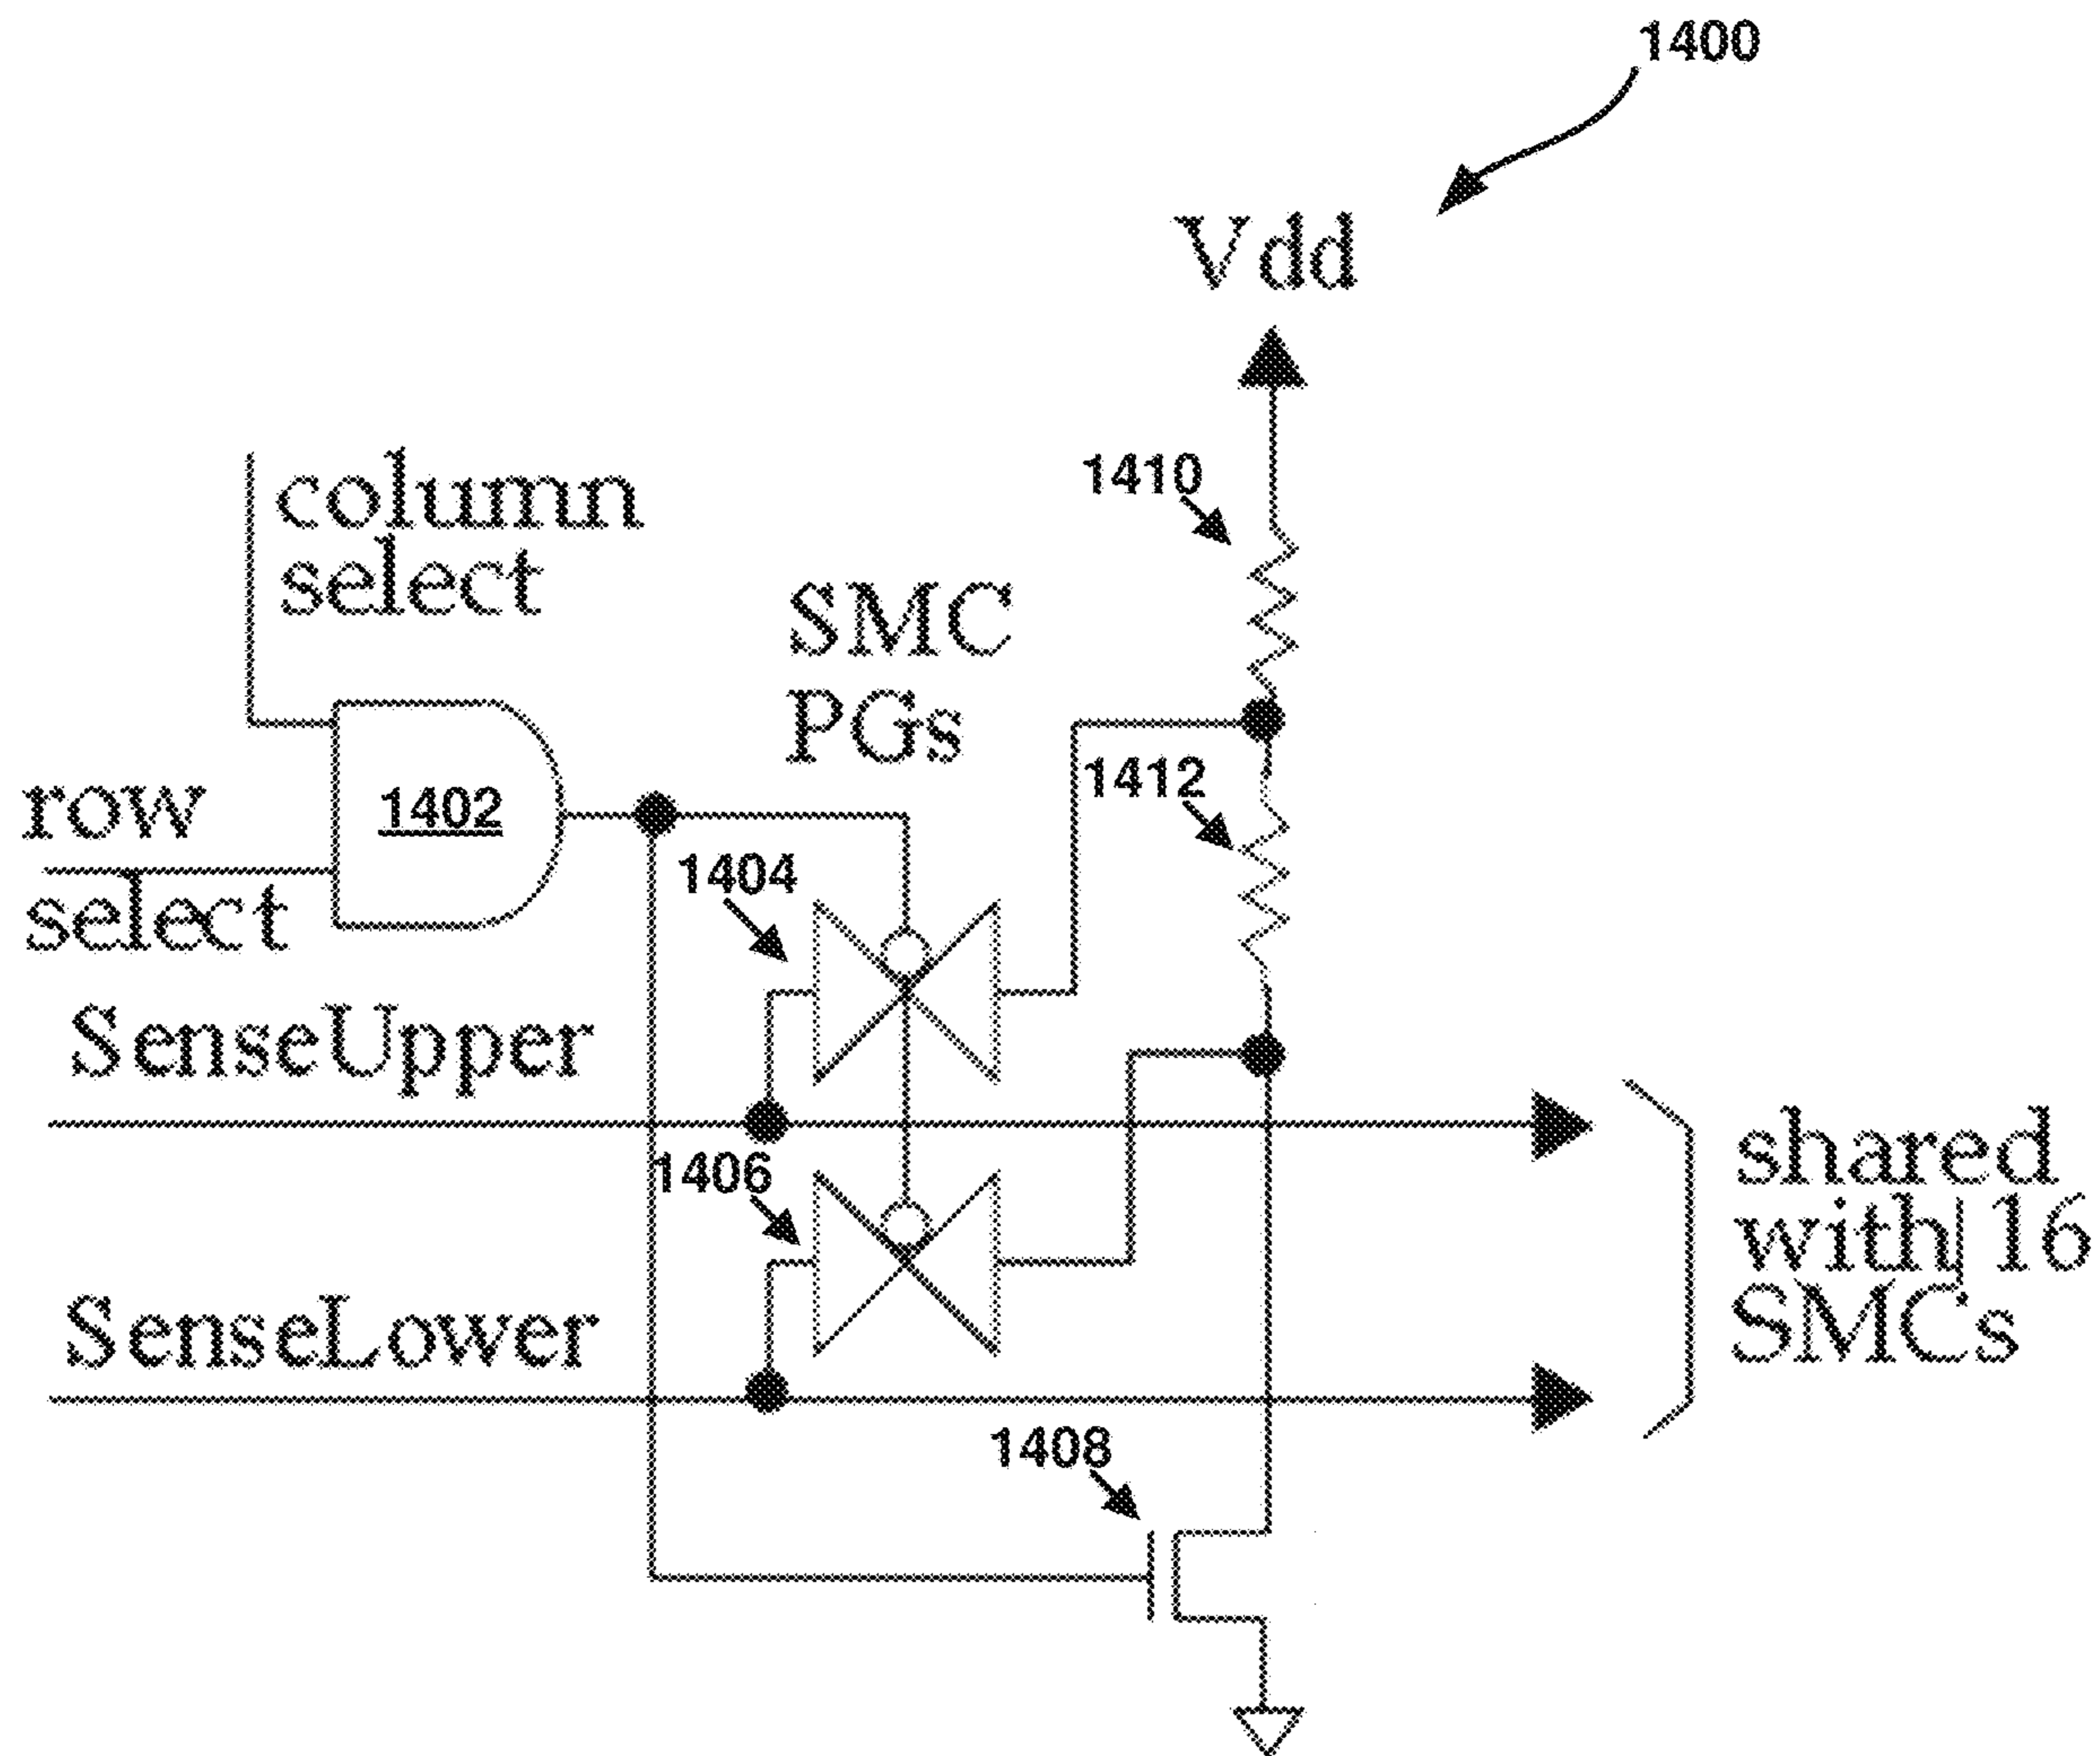 1400
Vdd
1410
column
select
SMC
PGs
1412
row
select
1402
1404
SenseUpper
1406
shared
with 16
SMCs
SenseLower
1408